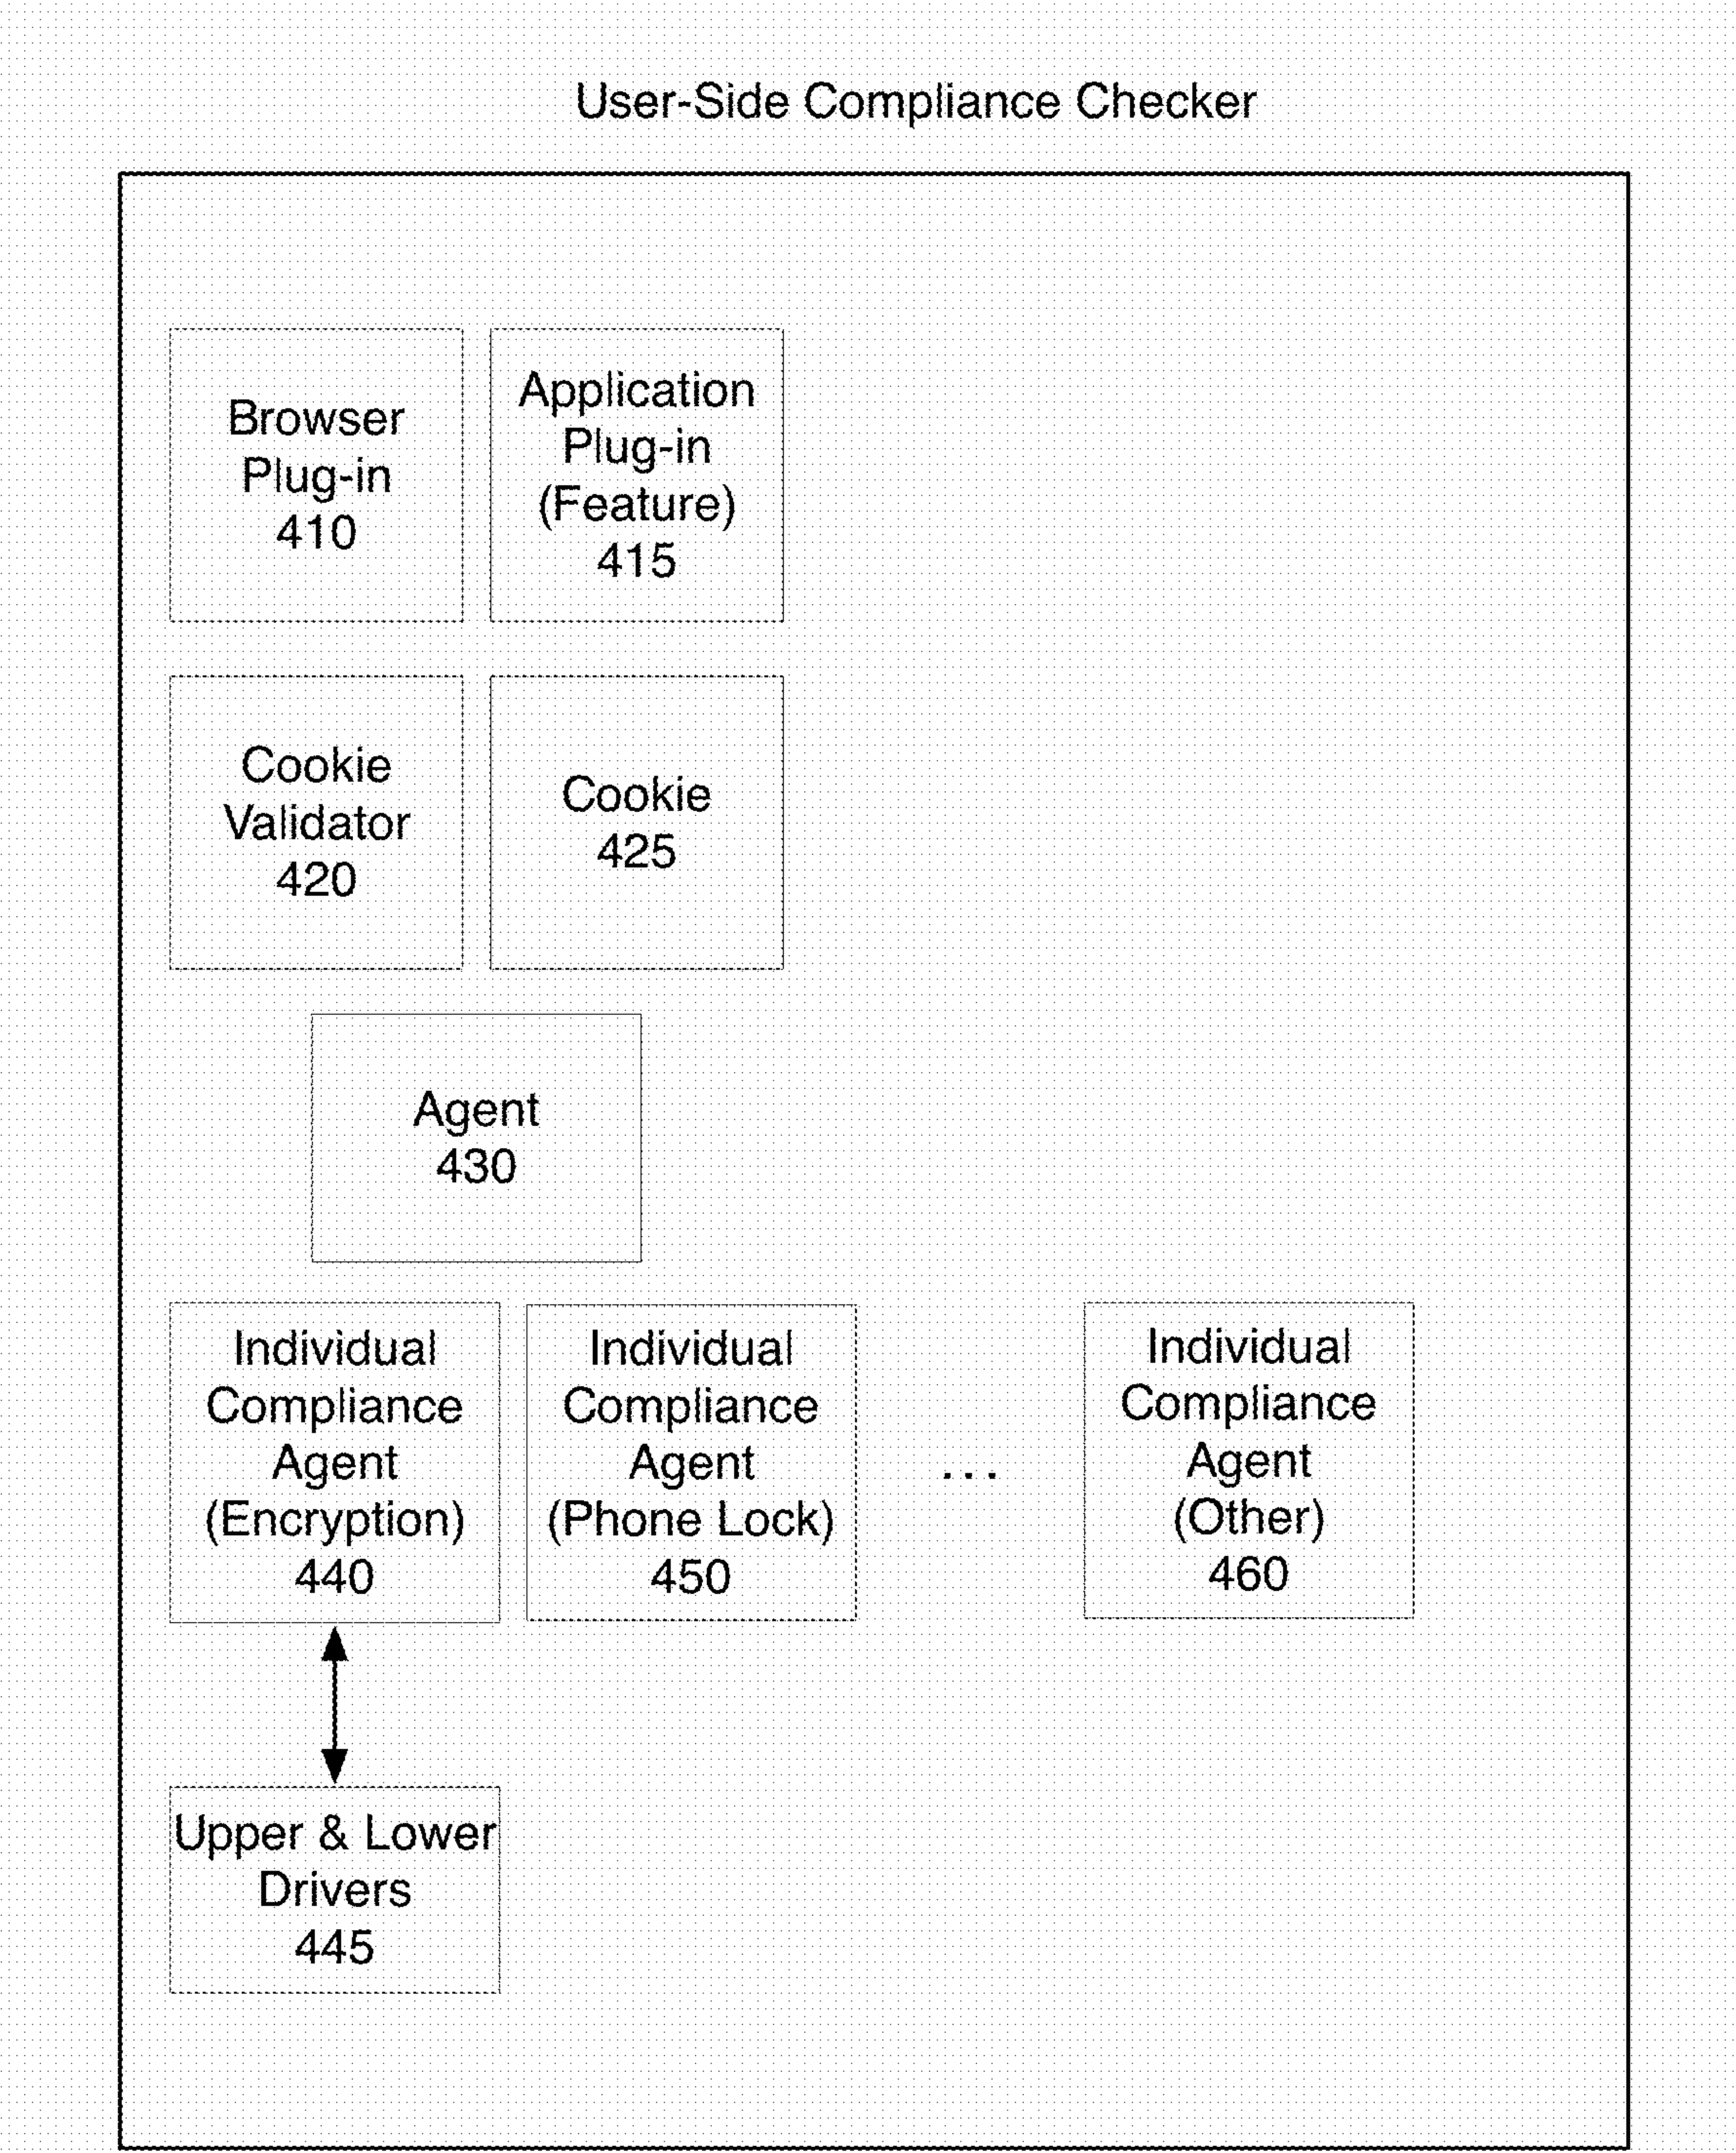 User-Side Compliance Checker
Browser
Plug-in
410
Application
Plug-in
(Feature)
415
Cookie
Validator
420
Cookie
425
Agent
430
Individual
Compliance
Agent
(Encryption)
440
Individual
Compliance
Agent
(Phone Lock)
450
...
Individual
Compliance
Agent
(Other)
460
Upper & Lower
Drivers
445